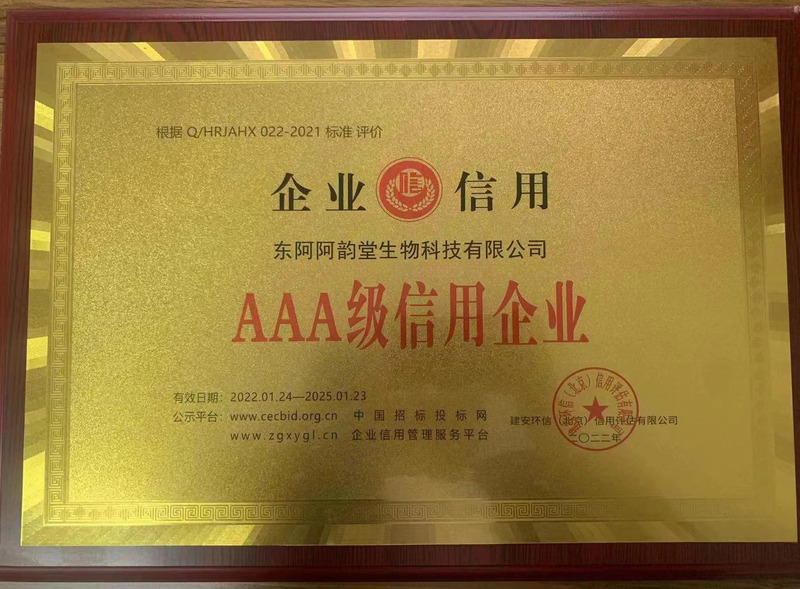 根据 Q/HRJAHX 022-2021 标准 评价
企业 信用
东阿阿韵堂生物科技有限公司
AAA级信用企业
有效日期：2022.01.24—2025.01.23
公示平台：www.cecbid.org.cn 中国招标投标网
www.zgxygl.cn 企业信用管理服务平台
建安环信（北京）信用评估有限公司
二〇二二年